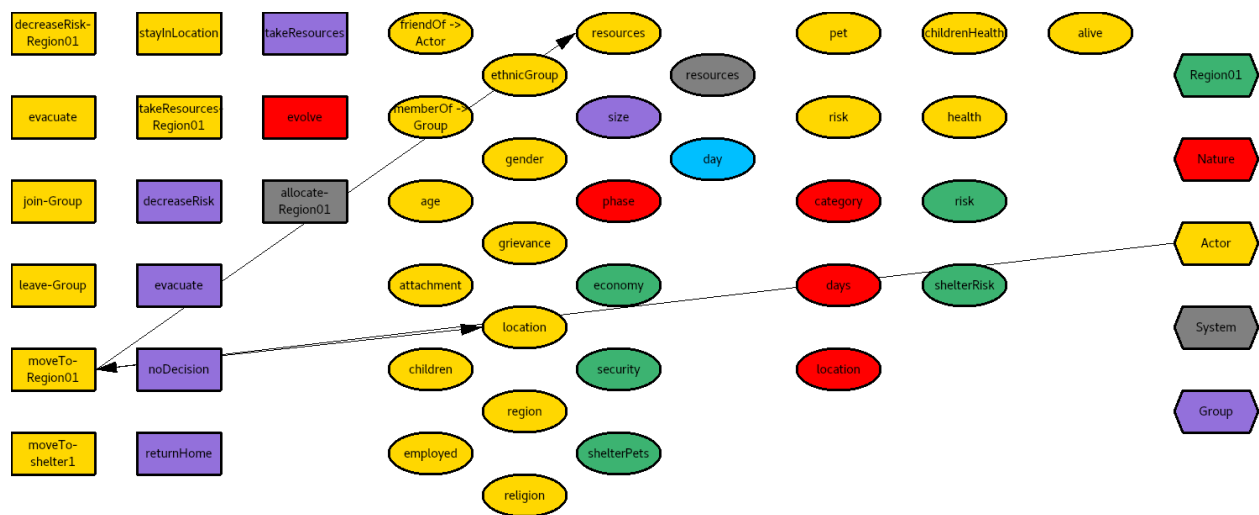 decreaseRisk-
Region01
stayInLocation
takeResources
friendOf ->
Actor
resources
pet
childrenHealth
alive
ethnicGroup
resources
Region01
evacuate
takeResources-
Region01
evolve
memberOf ->
Group
size
risk
health
gender
day
Nature
join-Group
decreaseRisk
allocate-
Region01
age
phase
category
risk
grievance
Actor
leave-Group
evacuate
attachment
economy
days
shelterRisk
location
System
moveTo-
Region01
noDecision
children
security
location
region
Group
moveTo-
shelter1
returnHome
employed
shelterPets
religion